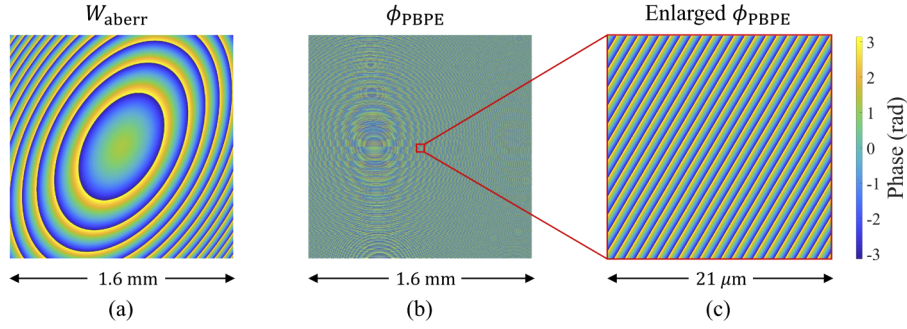 W_aberr
ϕ_PBPE
Enlarged ϕ_PBPE
3
2
1
0
-1
-2
-3
Phase (rad)
1.6 mm
1.6 mm
21 μm
(a)
(b)
(c)